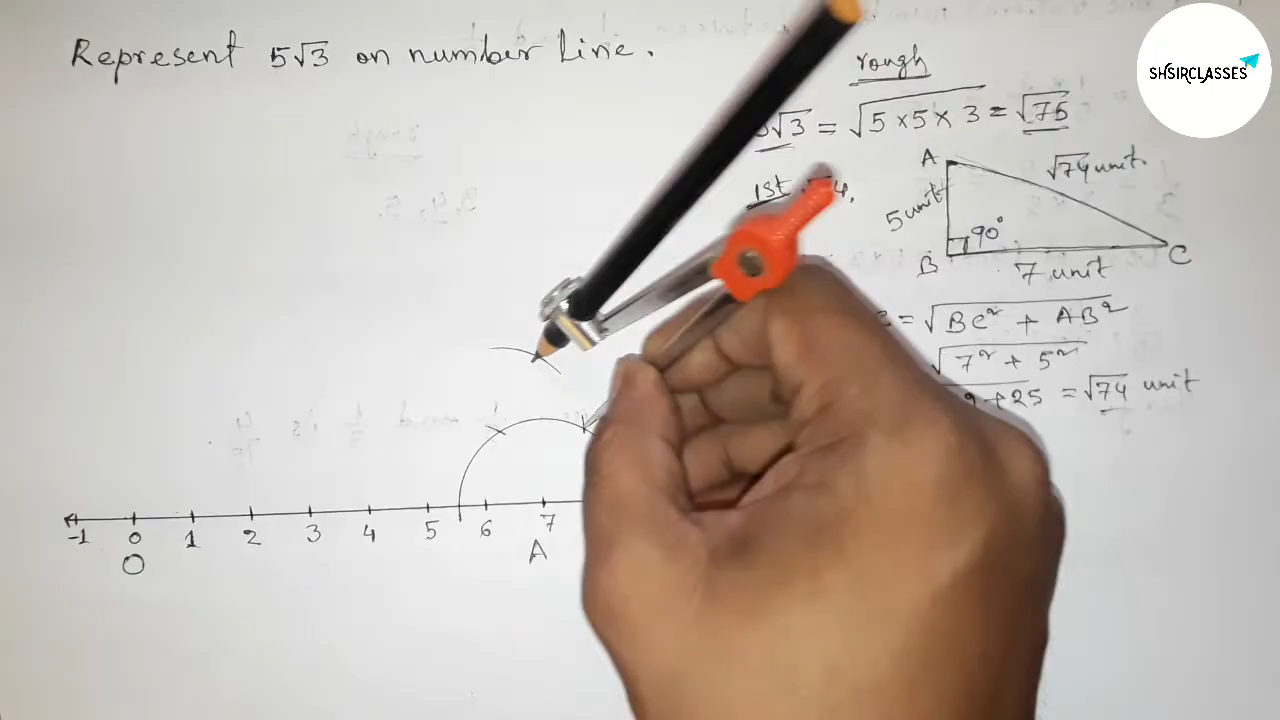 Represent 5√3 on number line.
rough
√3 = √5×5×3 = √75
1st
A
√74 unit.
5 unit
90°
B
7 unit
C
= √BC² + AB²
√7² + 5²
9+25 = √74 unit
-1 0 1 2 3 4 5 6 7
O
A
SHSIRCLASSES